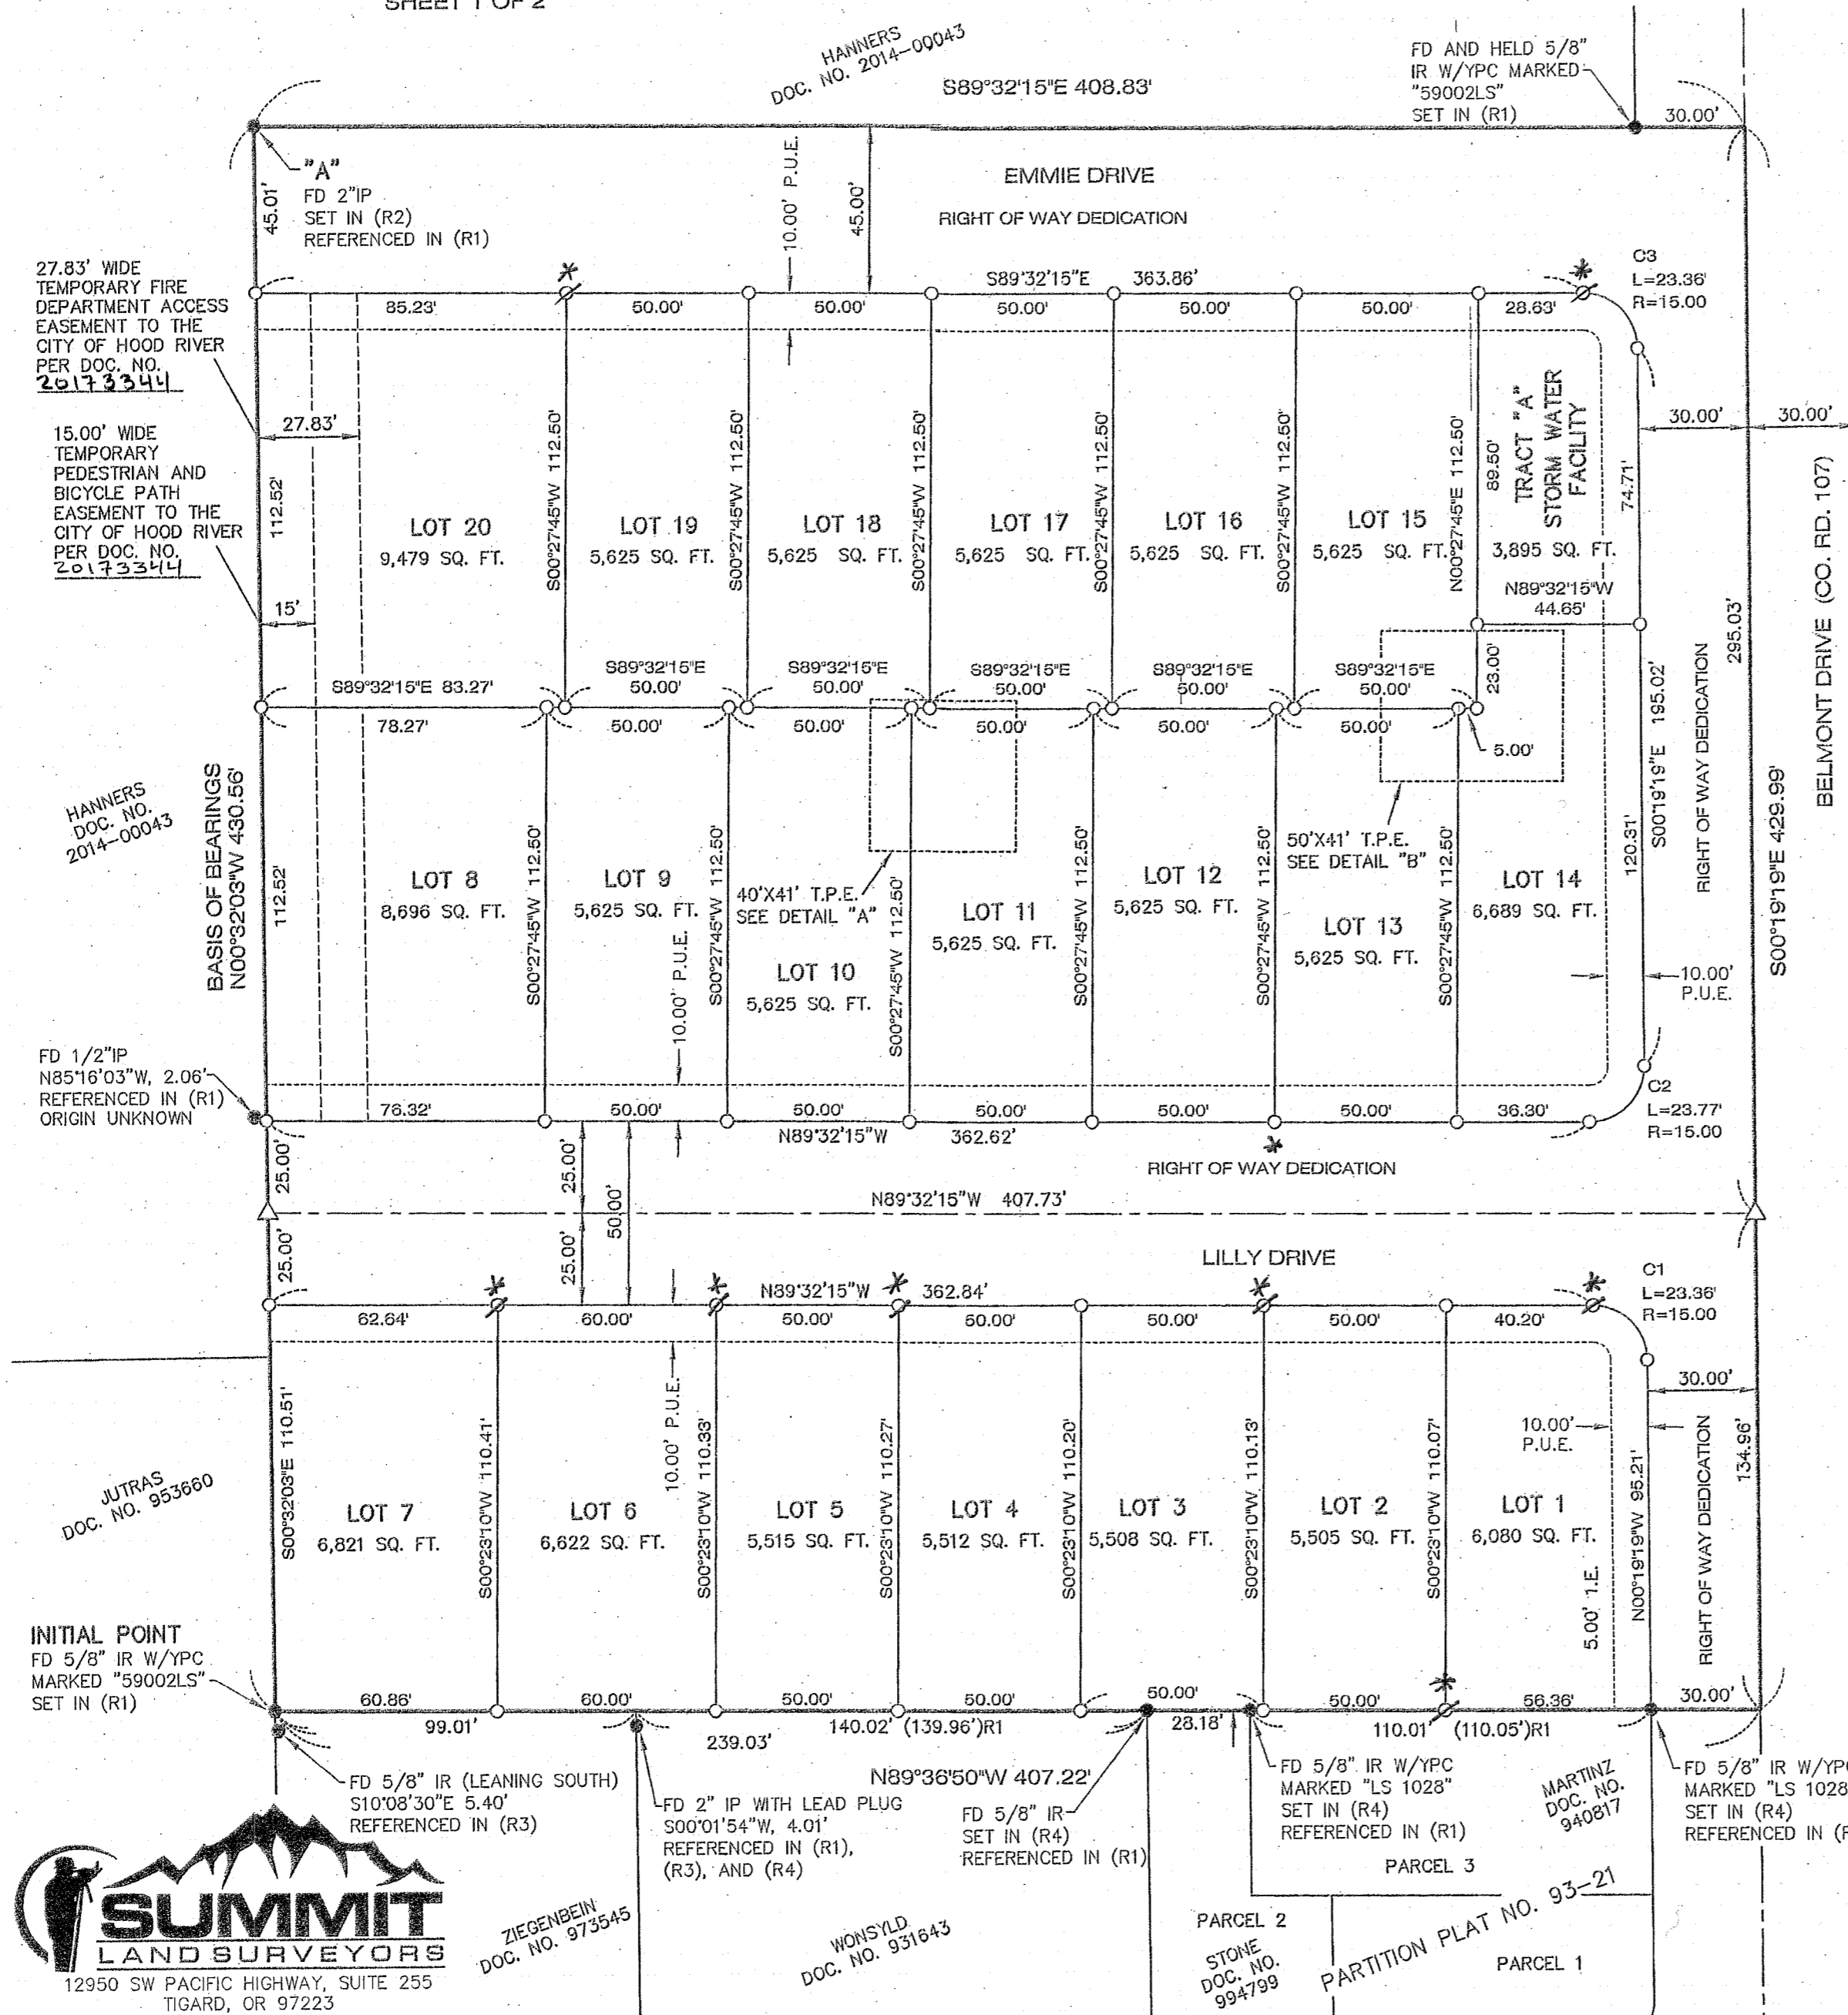 SHEET 1 OF 2
HANNERS
DOC. NO. 2014-00043
S89°32'15"E 408.83'
FD AND HELD 5/8"
IR W/YPC MARKED
"59002LS"
SET IN (R1)
30.00'
"A"
FD 2"IP
SET IN (R2)
REFERENCED IN (R1)
45.01'
10.00' P.U.E.
45.00'
EMMIE DRIVE
RIGHT OF WAY DEDICATION
27.83' WIDE
TEMPORARY FIRE
DEPARTMENT ACCESS
EASEMENT TO THE
CITY OF HOOD RIVER
PER DOC. NO.
20173344
S89°32'15"E 363.86'
C3
L=23.36'
R=15.00
85.23'
50.00'
50.00'
50.00'
50.00'
50.00'
28.63'
15.00' WIDE
TEMPORARY
PEDESTRIAN AND
BICYCLE PATH
EASEMENT TO THE
CITY OF HOOD RIVER
PER DOC. NO.
20173344
27.83'
15'
112.52'
LOT 20
9,479 SQ. FT.
S00°27'45"W 112.50'
LOT 19
5,625 SQ. FT.
S00°27'45"W 112.50'
LOT 18
5,625 SQ. FT.
S00°27'45"W 112.50'
LOT 17
5,625 SQ. FT.
S00°27'45"W 112.50'
LOT 16
5,625 SQ. FT.
S00°27'45"W 112.50'
LOT 15
5,625 SQ. FT.
N00°27'45"E 112.50'
89.50'
TRACT "A"
STORM WATER
FACILITY
3,895 SQ. FT.
74.71'
30.00'
30.00'
N89°32'15"W
44.65'
23.00'
S89°32'15"E 83.27'
S89°32'15"E
50.00'
S89°32'15"E
50.00'
S89°32'15"E
50.00'
S89°32'15"E
50.00'
S89°32'15"E
50.00'
78.27'
50.00'
50.00'
50.00'
50.00'
50.00'
5.00'
295.03'
BELMONT DRIVE (CO. RD. 107)
S00°19'19"E 195.02'
RIGHT OF WAY DEDICATION
S00°19'19"E 429.99'
HANNERS
DOC. NO.
2014-00043
BASIS OF BEARINGS
N00°32'03"W 430.56'
112.52'
LOT 8
8,696 SQ. FT.
S00°27'45"W 112.50'
LOT 9
5,625 SQ. FT.
S00°27'45"W 112.50'
40'X41' T.P.E.
SEE DETAIL "A"
LOT 10
5,625 SQ. FT.
10.00' P.U.E.
S00°27'45"W 112.50'
LOT 11
5,625 SQ. FT.
S00°27'45"W 112.50'
LOT 12
5,625 SQ. FT.
S00°27'45"W 112.50'
50'X41' T.P.E.
SEE DETAIL "B"
LOT 13
5,625 SQ. FT.
S00°27'45"W 112.50'
LOT 14
6,689 SQ. FT.
120.31'
10.00'
P.U.E.
FD 1/2"IP
N85°16'03"W, 2.06'
REFERENCED IN (R1)
ORIGIN UNKNOWN
76.32'
50.00'
50.00'
50.00'
50.00'
36.30'
N89°32'15"W 362.62'
C2
L=23.77'
R=15.00
RIGHT OF WAY DEDICATION
25.00'
25.00'
25.00'
25.00'
50.00'
N89°32'15"W 407.73'
LILLY DRIVE
N89°32'15"W 362.84'
C1
L=23.36'
R=15.00
62.64'
60.00'
50.00'
50.00'
50.00'
50.00'
40.20'
30.00'
10.00'
P.U.E.
10.00' P.U.E.
S00°32'03"E 110.51'
LOT 7
6,821 SQ. FT.
S00°23'10"W 110.41'
LOT 6
6,622 SQ. FT.
S00°23'10"W 110.33'
LOT 5
5,515 SQ. FT.
S00°23'10"W 110.27'
LOT 4
5,512 SQ. FT.
S00°23'10"W 110.20'
LOT 3
5,508 SQ. FT.
S00°23'10"W 110.13'
LOT 2
5,505 SQ. FT.
S00°23'10"W 110.07'
LOT 1
6,080 SQ. FT.
5.00' I.E.
N00°19'19"W 95.21'
RIGHT OF WAY DEDICATION
134.96'
JUTRAS
DOC. NO. 953660
INITIAL POINT
FD 5/8" IR W/YPC
MARKED "59002LS"
SET IN (R1)
60.86'
60.00'
50.00'
50.00'
50.00'
50.00'
56.36'
30.00'
99.01'
239.03'
140.02' (139.96')R1
28.18'
110.01' (110.05')R1
N89°36'50"W 407.22'
FD 5/8" IR (LEANING SOUTH)
S10°08'30"E 5.40'
REFERENCED IN (R3)
FD 2" IP WITH LEAD PLUG
S00°01'54"W, 4.01'
REFERENCED IN (R1),
(R3), AND (R4)
FD 5/8" IR
SET IN (R4)
REFERENCED IN (R1)
FD 5/8" IR W/YPC
MARKED "LS 1028"
SET IN (R4)
REFERENCED IN (R1)
MARTINZ
DOC. NO.
940817
FD 5/8" IR W/YPC
MARKED "LS 1028
SET IN (R4)
REFERENCED IN (R
PARCEL 3
PARCEL 2
STONE
DOC. NO.
994799
PARTITION PLAT NO. 93-21
PARCEL 1
ZIEGENBEIN
DOC. NO. 973545
WONSYLD
DOC. NO. 931643
SUMMIT
LAND SURVEYORS
12950 SW PACIFIC HIGHWAY, SUITE 255
TIGARD, OR 97223